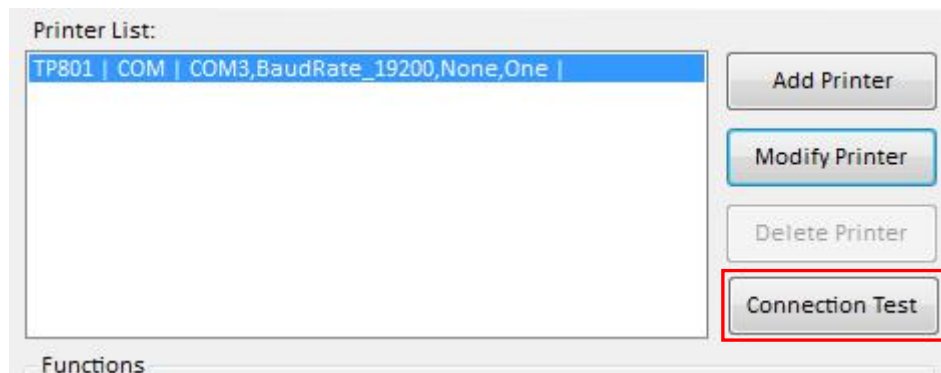 Printer List:
TP801 | COM | COM3,BaudRate_19200,None,One |
Add Printer
Modify Printer
Delete Printer
Connection Test
Functions